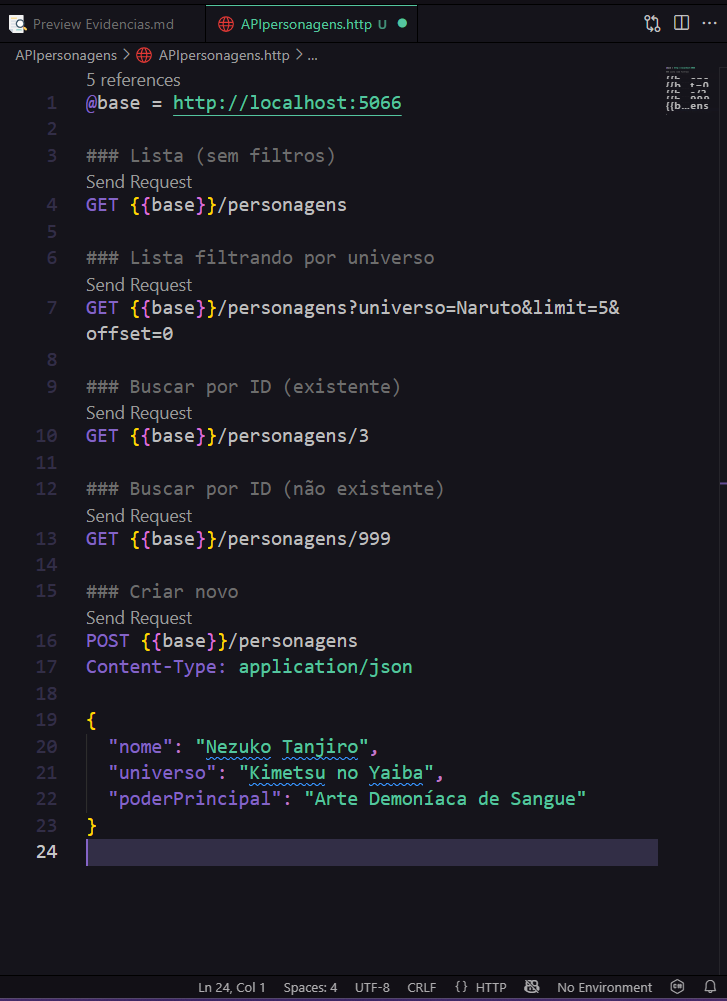 Preview Evidencias.md
APIpersonagens.http U
APIpersonagens > APIpersonagens.http > ...
5 references
1 @base = http://localhost:5066
2
3 ### Lista (sem filtros)
Send Request
4 GET {{base}}/personagens
5
6 ### Lista filtrando por universo
Send Request
7 GET {{base}}/personagens?universo=Naruto&limit=5&
offset=0
8
9 ### Buscar por ID (existente)
Send Request
10 GET {{base}}/personagens/3
11
12 ### Buscar por ID (não existente)
Send Request
13 GET {{base}}/personagens/999
14
15 ### Criar novo
Send Request
16 POST {{base}}/personagens
17 Content-Type: application/json
18
19 {
20 "nome": "Nezuko Tanjiro",
21 "universo": "Kimetsu no Yaiba",
22 "poderPrincipal": "Arte Demoníaca de Sangue"
23 }
24
Ln 24, Col 1 Spaces: 4 UTF-8 CRLF {} HTTP No Environment